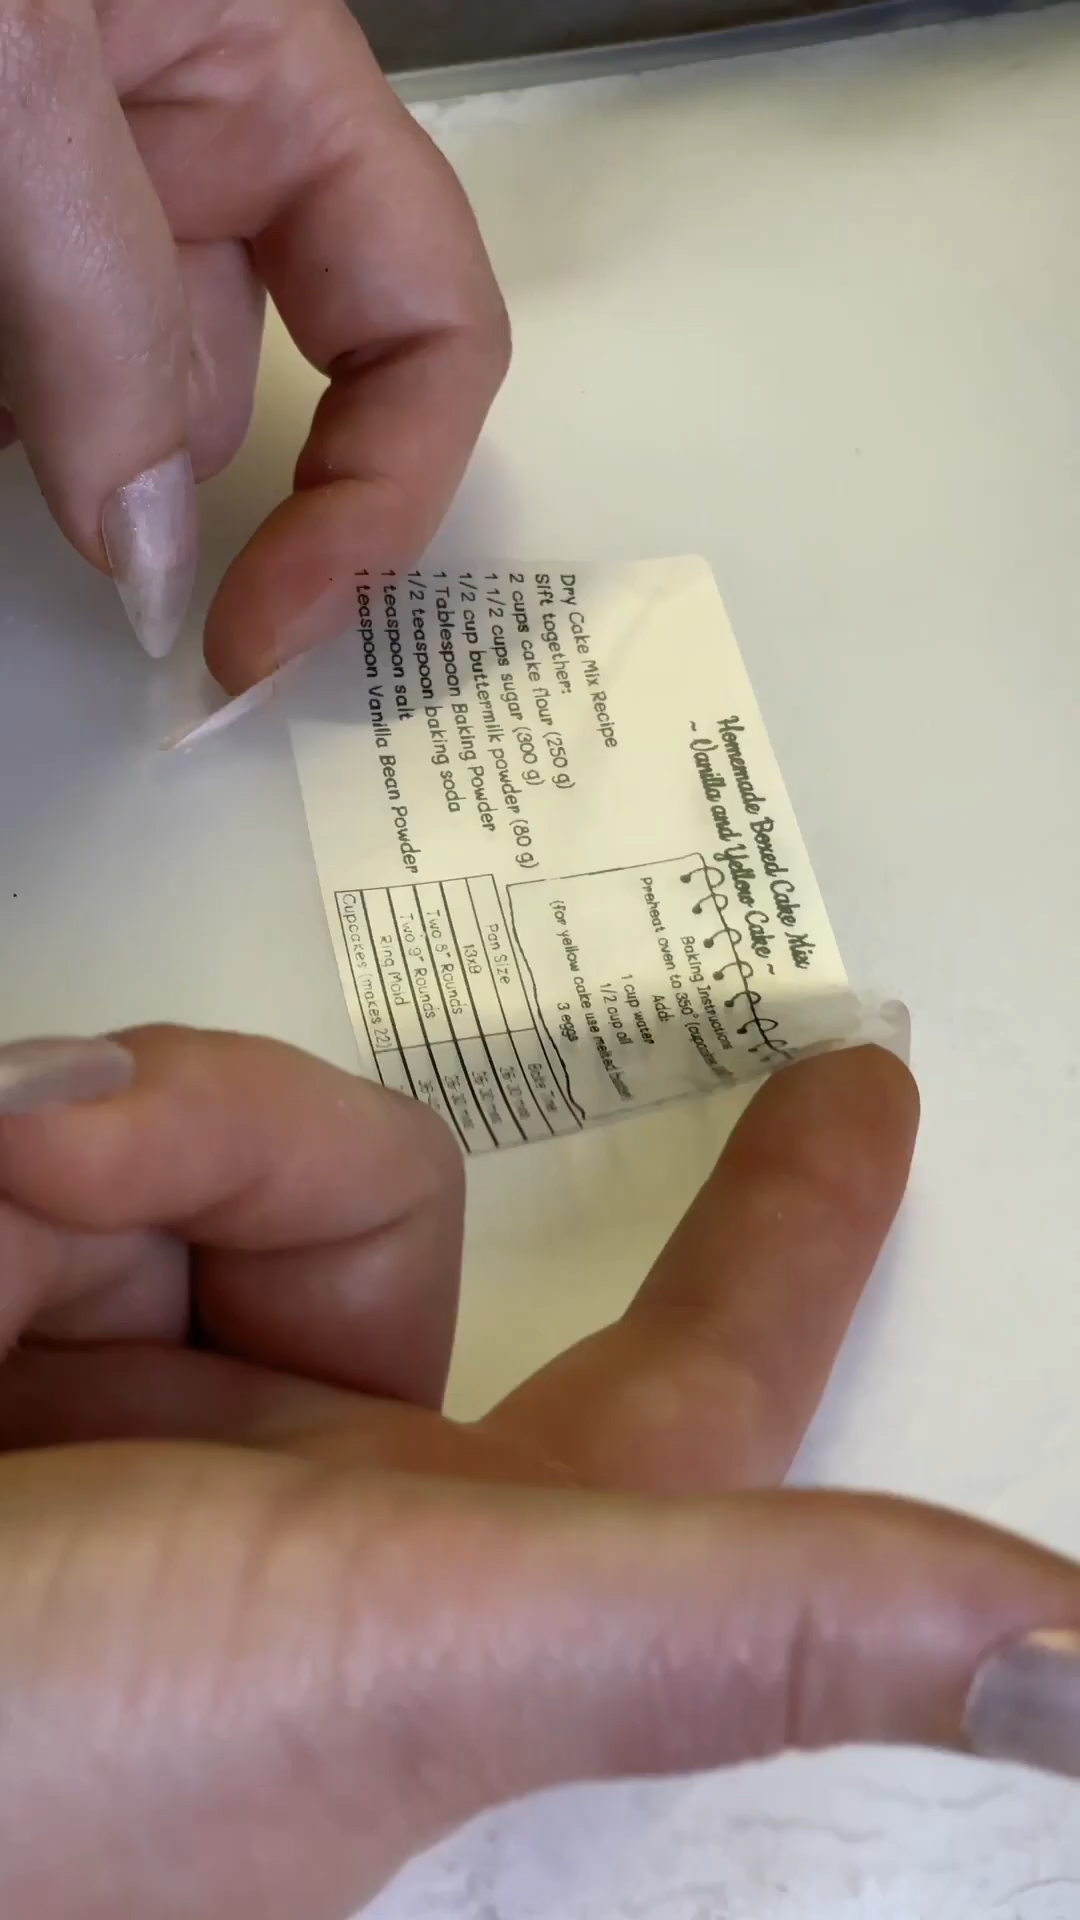 Homemade Boxed Cake Mix
~ Vanilla and Yellow Cake ~
Dry Cake Mix Recipe
Sift together:
2 cups cake flour (250 g)
1 1/2 cups sugar (300 g)
1/2 cup buttermilk powder (80 g)
1 Tablespoon Baking Powder
1/2 teaspoon baking soda
1 teaspoon salt
1 teaspoon Vanilla Bean Powder
Baking Instructions
Preheat oven to 350° (cupcakes
Add:
1 cup water
1/2 cup oil
(for yellow cake use melted butter)
3 eggs
Pan Size Bake Time
13x9
Two 8" Rounds
Two 9" Rounds
Ring Mold
Cupcakes (makes 22)